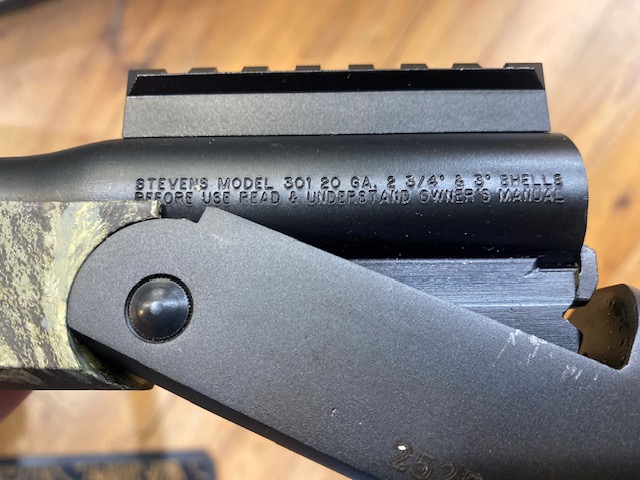 STEVENS MODEL 301 20 GA. 2 3/4" & 3" SHELLS
BEFORE USE READ & UNDERSTAND OWNER'S MANUAL